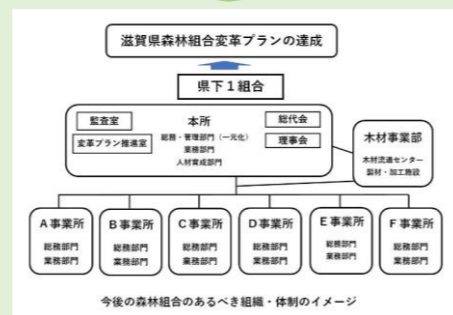 滋賀県森林組合変革プランの達成
県下1組合
監査室
変革プラン推進室
本所
総務・管理部門（一元化）
業務部門
人材育成部門
総代会
理事会
木材事業部
木材流通センター
製材・加工施設
A事業所
総務部門
業務部門
B事業所
総務部門
業務部門
C事業所
総務部門
業務部門
D事業所
総務部門
業務部門
E事業所
総務部門
業務部門
F事業所
総務部門
業務部門
今後の森林組合のあるべき組織・体制のイメージ